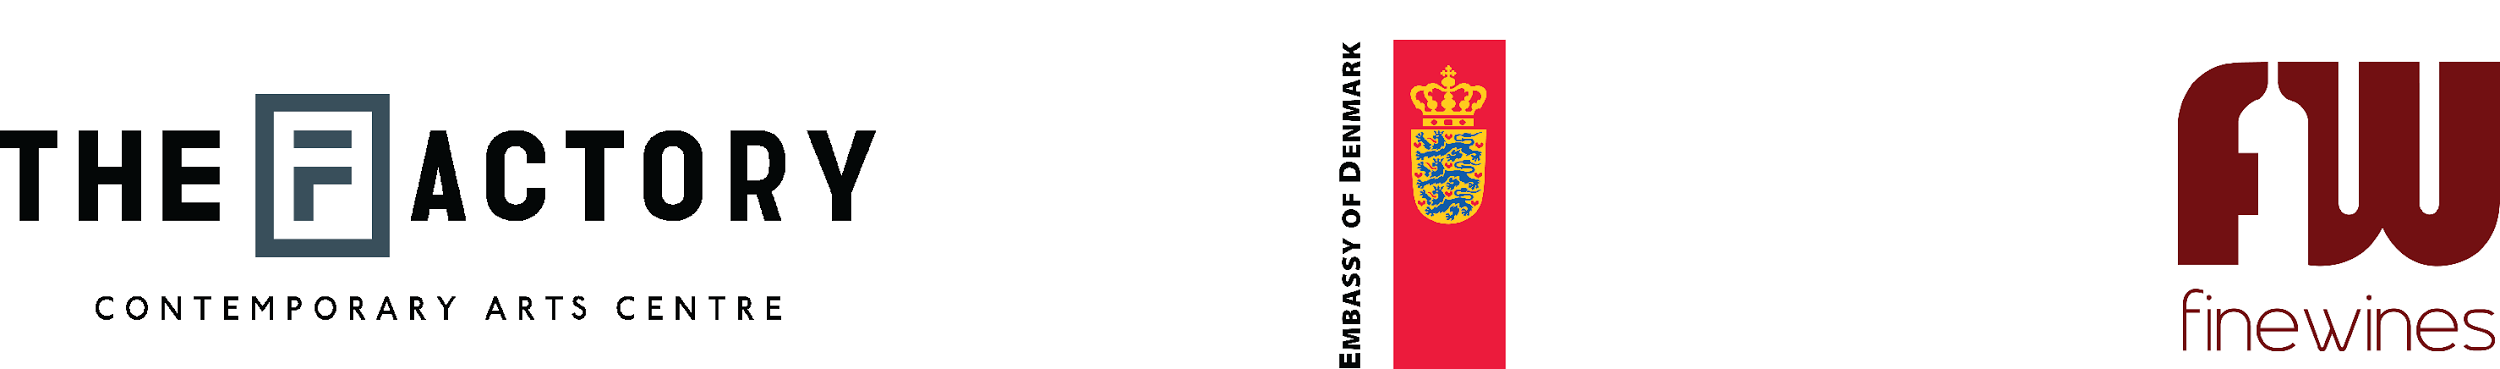 THE FACTORY
CONTEMPORARY ARTS CENTRE
EMBASSY OF DENMARK
fw
finewines